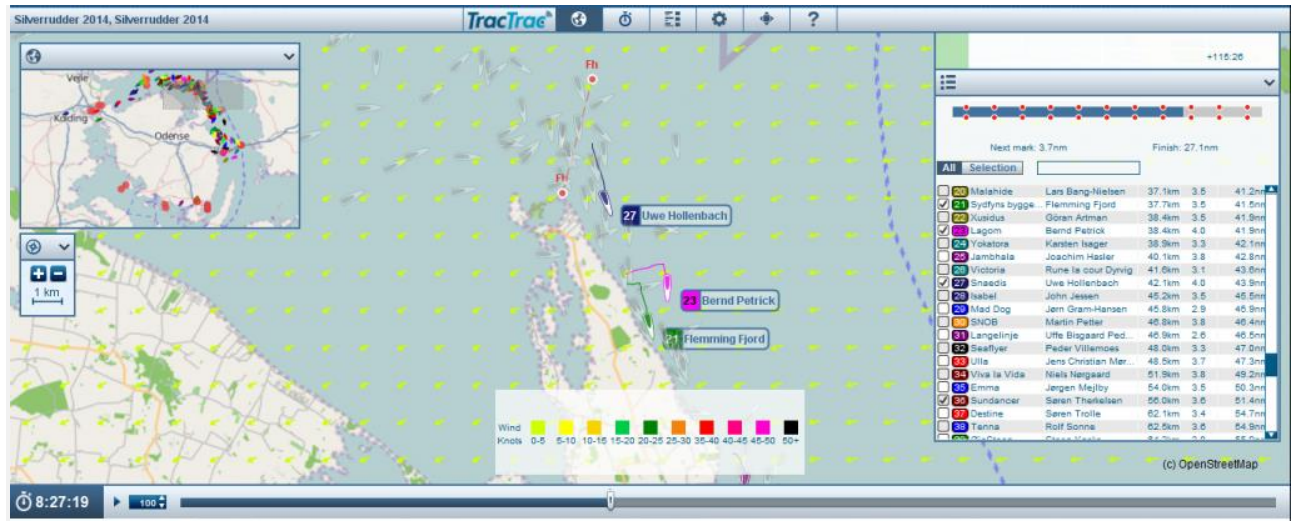 Silverrudder 2014, Silverrudder 2014
TracTrac
?
Vejle
Kolding
Odense
1 km
Fh
Fh
27 Uwe Hollenbach
23 Bernd Petrick
21 Flemming Fjord
Wind
Knots 0-5 5-10 10-15 15-20 20-25 25-30 35-40 40-45 45-50 50+
+115:26
Next mark: 3.7nm Finish: 27.1nm
All Selection
20 Malahide Lars Bang-Nielsen 37.1km 3.5 41.2nm
21 Sydfyns bygge... Flemming Fjord 37.7km 3.5 41.5nm
22 Xusidus Göran Artman 38.4km 3.5 41.9nm
23 Lagom Bernd Petrick 38.4km 4.0 41.9nm
24 Yokatora Karsten Isager 38.9km 3.3 42.1nm
25 Jambhala Joachim Hasler 40.1km 3.8 42.8nm
26 Victoria Rune la cour Dyrvig 41.6km 3.1 43.6nm
27 Snaedis Uwe Hollenbach 42.1km 4.0 43.9nm
28 Isabel John Jessen 45.2km 3.5 45.5nm
29 Mad Dog Jørn Gram-Hansen 45.8km 2.9 45.9nm
30 SNOB Martin Petter 46.8km 3.8 46.4nm
31 Langelinje Uffe Bisgaard Ped... 46.9km 2.6 46.5nm
32 Seaflyer Peder Villemoes 48.0km 3.3 47.0nm
33 Ulla Jens Christian Mør... 48.5km 3.7 47.3nm
34 Viva la Vida Niels Nørgaard 51.9km 3.8 49.2nm
35 Emma Jørgen Mejlby 54.0km 3.5 50.3nm
36 Sundancer Søren Therkelsen 56.0km 3.6 51.4nm
37 Destine Søren Trolle 62.1km 3.4 54.7nm
38 Tenna Rolf Sonne 62.5km 3.6 54.9nm
(c) OpenStreetMap
8:27:19
100